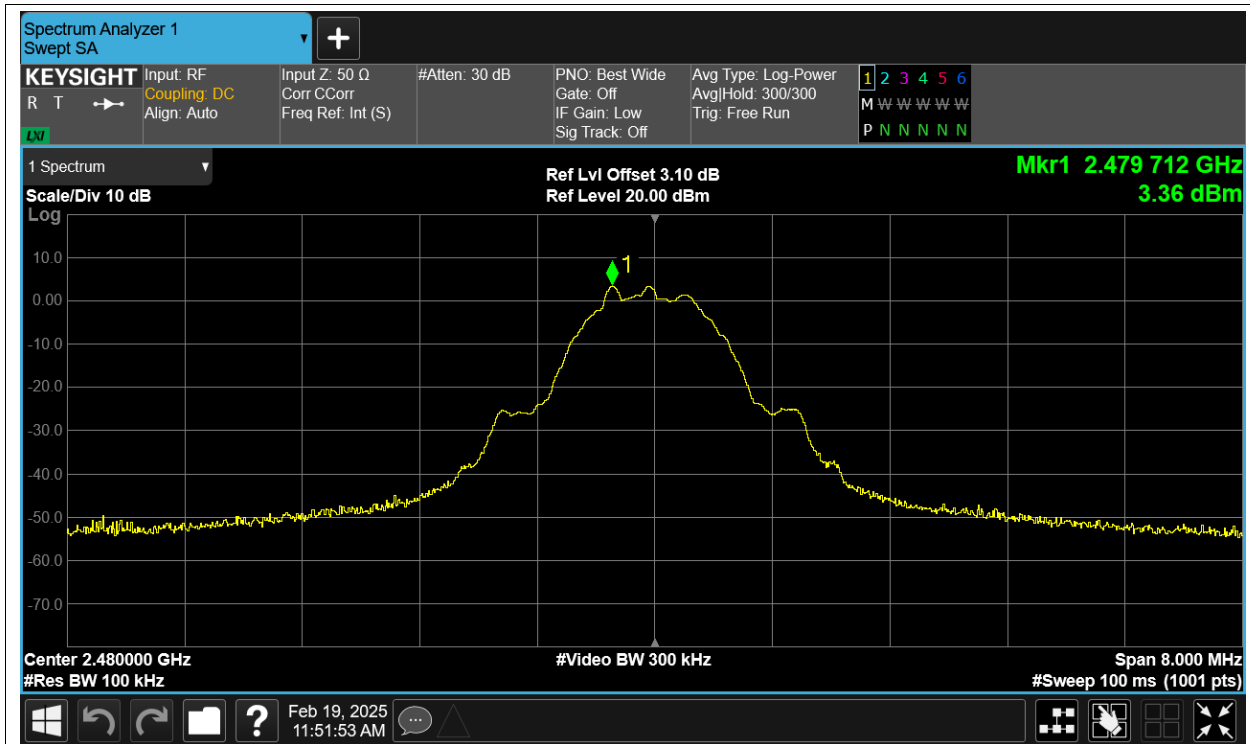 Spectrum Analyzer 1
Swept SA
+
KEYSIGHT
R T
LXI
Input: RF
Coupling: DC
Align: Auto
Input Z: 50 Ω
Corr CCorr
Freq Ref: Int (S)
#Atten: 30 dB
PNO: Best Wide
Gate: Off
IF Gain: Low
Sig Track: Off
Avg Type: Log-Power
Avg|Hold: 300/300
Trig: Free Run
1 2 3 4 5 6
M W W W W W
P N N N N N
1 Spectrum
Scale/Div 10 dB
Log
Ref Lvl Offset 3.10 dB
Ref Level 20.00 dBm
Mkr1 2.479 712 GHz
3.36 dBm
1
10.0
0.00
-10.0
-20.0
-30.0
-40.0
-50.0
-60.0
-70.0
Center 2.480000 GHz
#Res BW 100 kHz
#Video BW 300 kHz
Span 8.000 MHz
#Sweep 100 ms (1001 pts)
?
Feb 19, 2025
11:51:53 AM